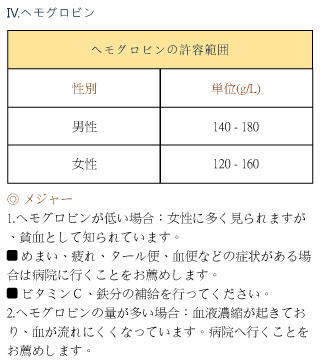 Ⅳ.ヘモグロビン
ヘモグロビンの許容範囲
性別 単位(g/L)
男性 140 - 180
女性 120 - 160
◎ メジャー
1.ヘモグロビンが低い場合：女性に多く見られますが
、貧血として知られています。
■ めまい、疲れ、タール便、血便などの症状がある場
合は病院に行くことをお薦めします。
■ ビタミンＣ、鉄分の補給を行ってください。
2.ヘモグロビンの量が多い場合：血液濃縮が起きてお
り、血が流れにくくなっています。病院へ行くことを
お薦めします。